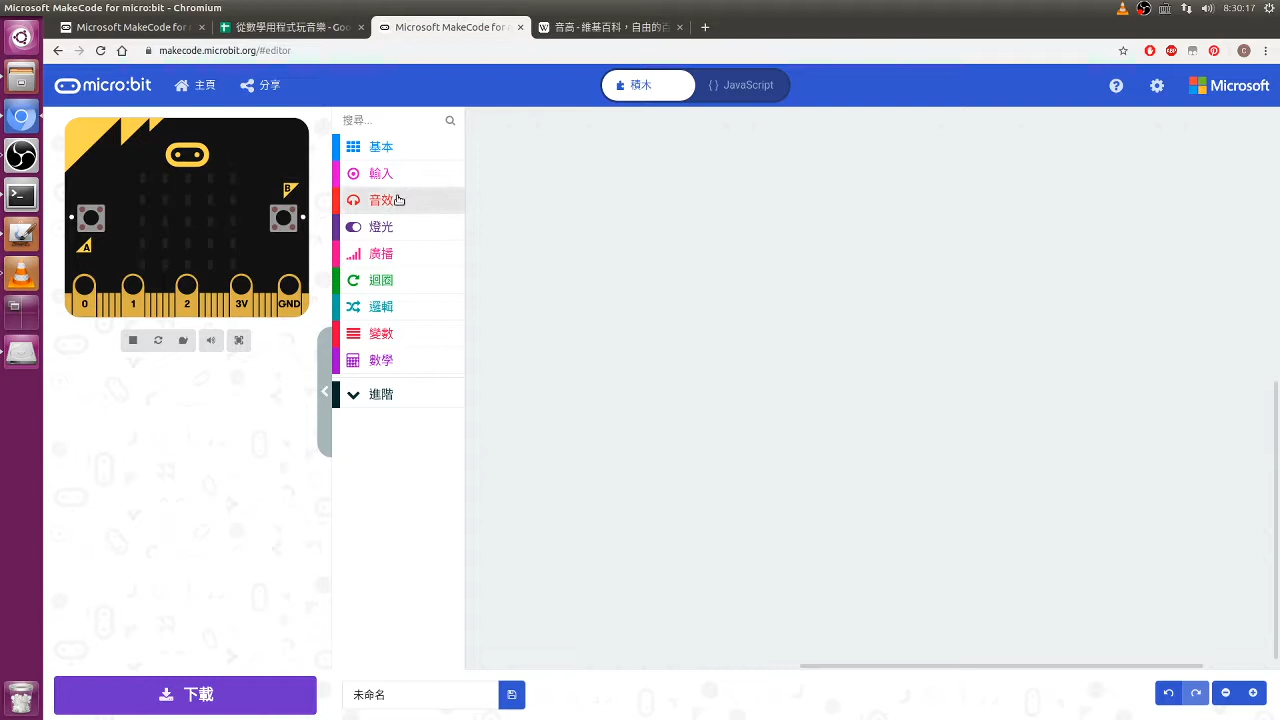 Microsoft MakeCode for micro:bit - Chromium
8:30:17
Microsoft MakeCode for
從數學用程式玩音樂 - Goo
Microsoft MakeCode for
音高 - 維基百科，自由的百
makecode.microbit.org/#editor
micro:bit
主頁
分享
積木
{ } JavaScript
Microsoft
搜尋...
基本
輸入
音效
燈光
廣播
迴圈
邏輯
變數
數學
進階
B
A
0
1
2
3V
GND
下載
未命名